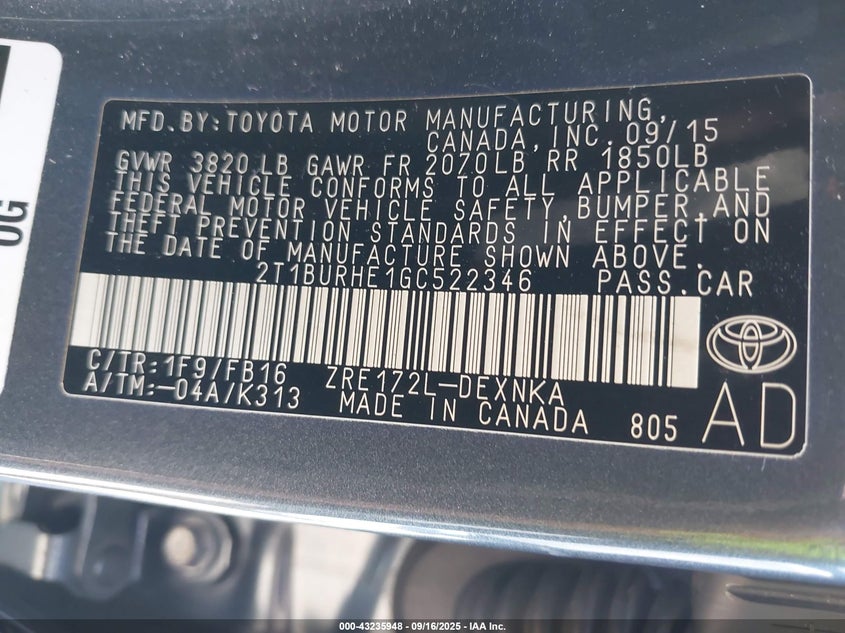 MFD.BY:TOYOTA MOTOR MANUFACTURING,
CANADA,INC.09/15
GVWR 3820 LB GAWR FR 2070LB RR 1850LB
THIS VEHICLE CONFORMS TO ALL APPLICABLE
FEDERAL MOTOR VEHICLE SAFETY,BUMPER,AND
THEFT PREVENTION STANDARDS IN EFFECT ON
THE DATE OF MANUFACTURE SHOWN ABOVE.
2T1BURHE1GC522346 PASS.CAR
C/TR:1F9/FB16 ZRE172L-DEXNKA
A/TM:-04A/K313 MADE IN CANADA 805
AD
OG
000-43235948 - 09/16/2025 - IAA Inc.